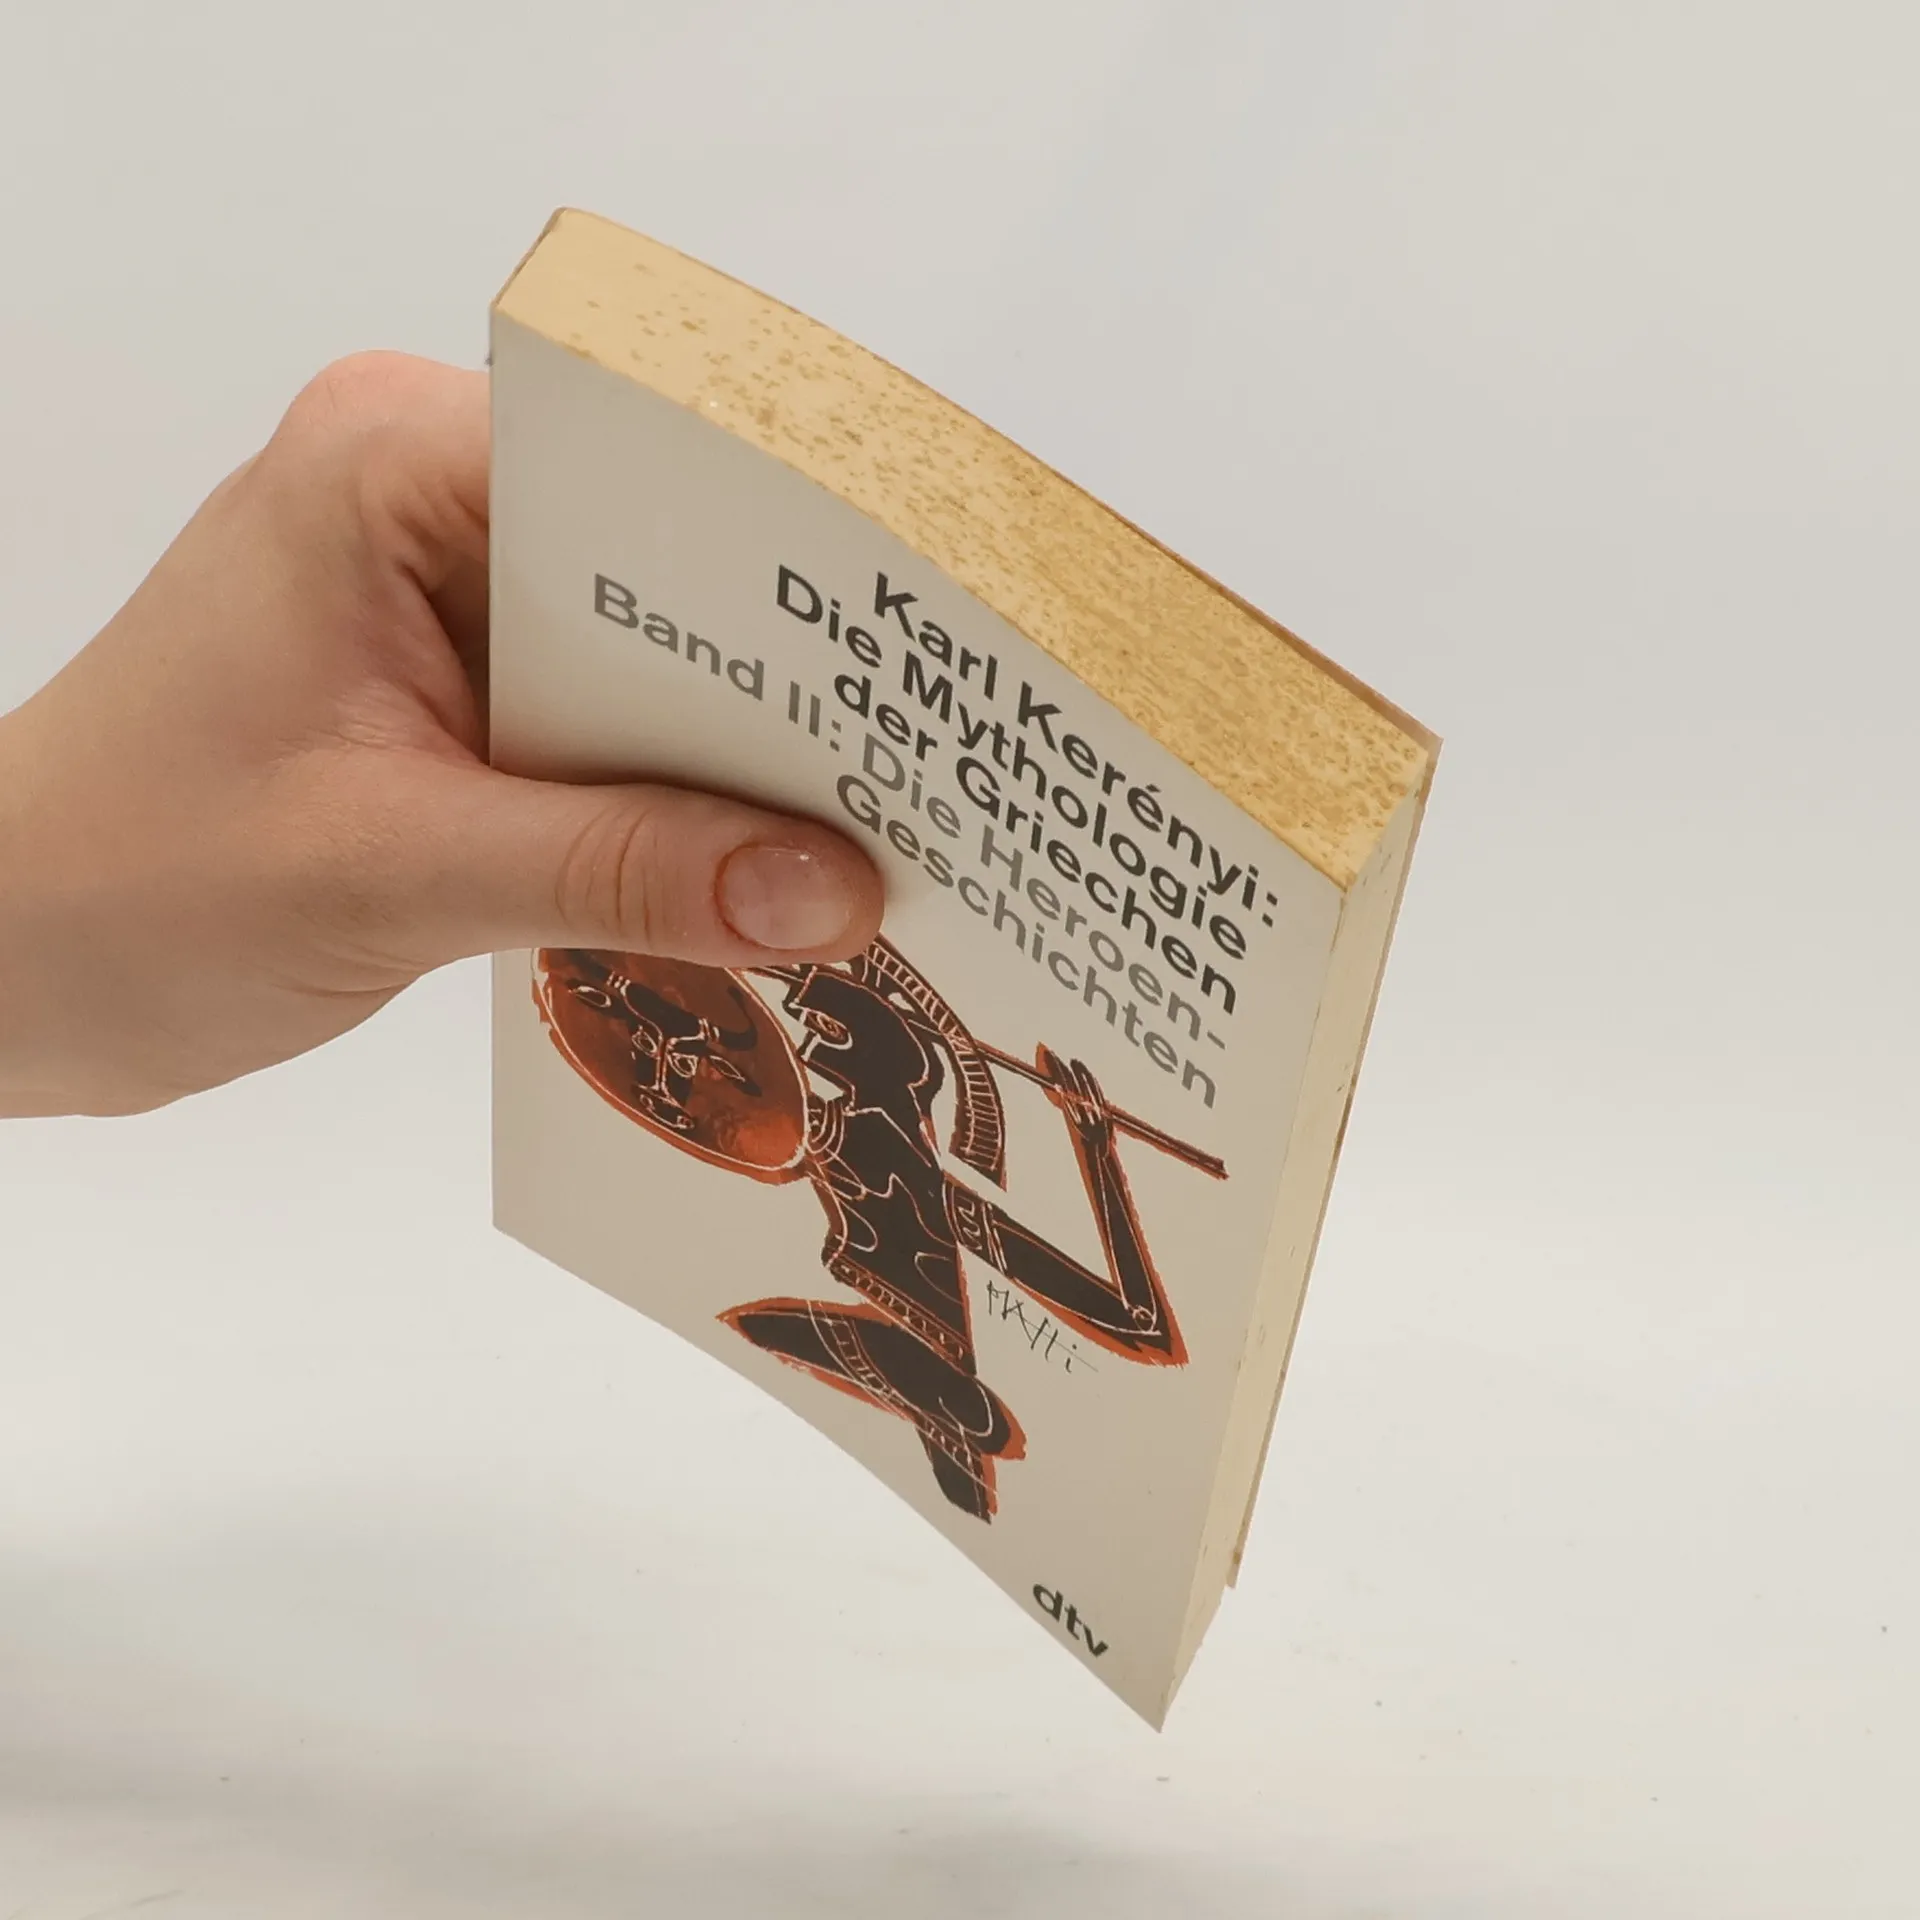 Karl Kerényi:
Die Mythologie
der Griechen
Band II: Die Heroen-
Geschichten
dtv